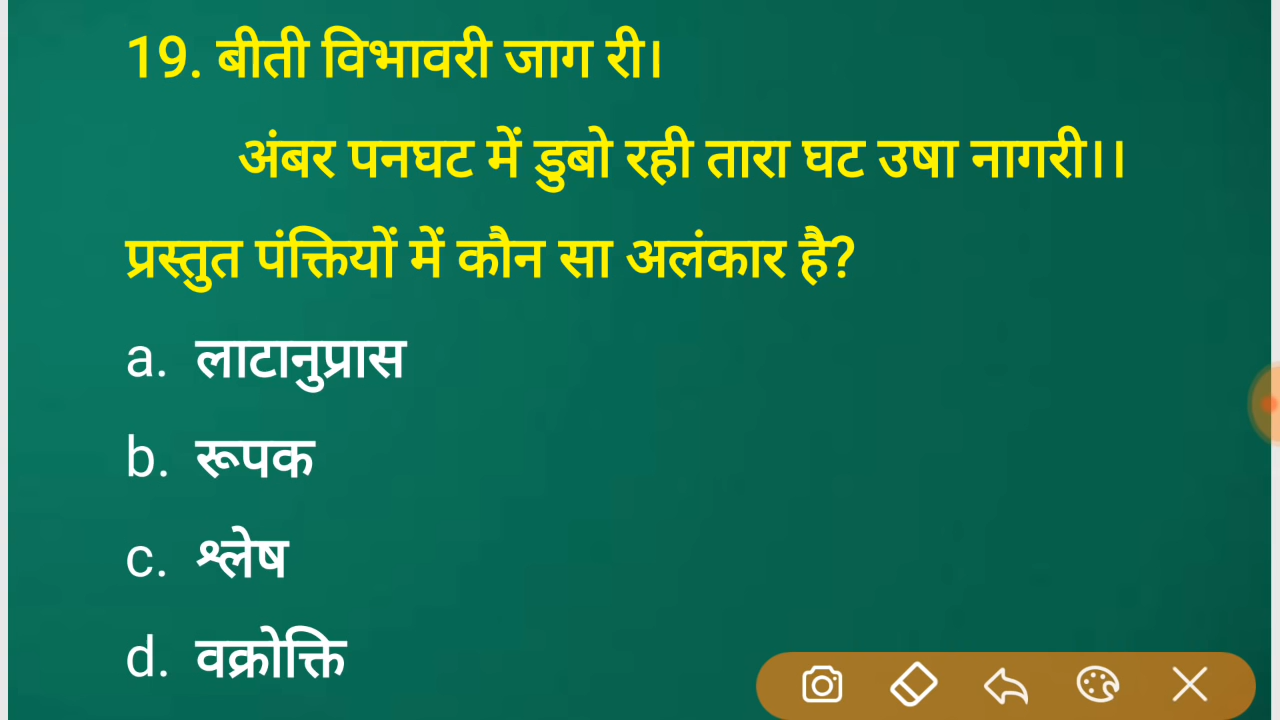 19. बीती विभावरी जाग री।
अंबर पनघट में डुबो रही तारा घट उषा नागरी।।
प्रस्तुत पंक्तियों में कौन सा अलंकार है?
a. लाटानुप्रास
b. रूपक
c. श्लेष
d. वक्रोक्ति